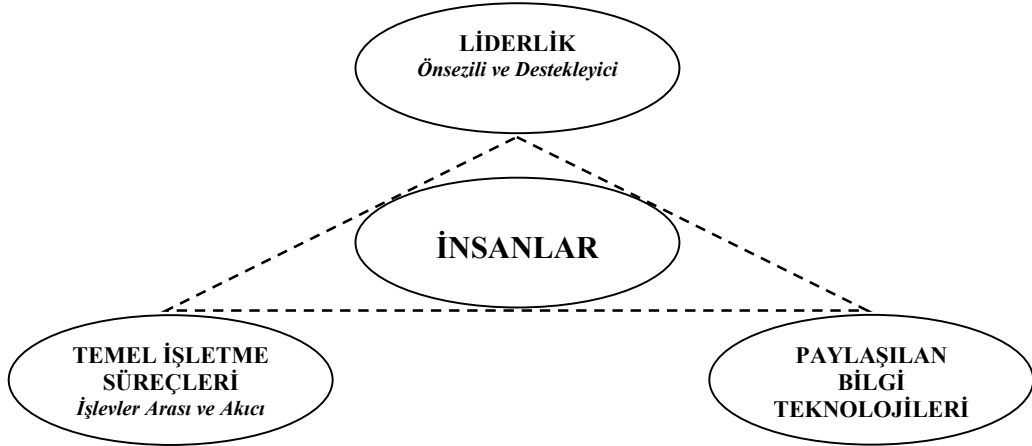 LİDERLİK
Önsezili ve Destekleyici
İNSANLAR
TEMEL İŞLETME
SÜREÇLERİ
İşlevler Arası ve Akıcı
PAYLAŞILAN
BİLGİ
TEKNOLOJİLERİ